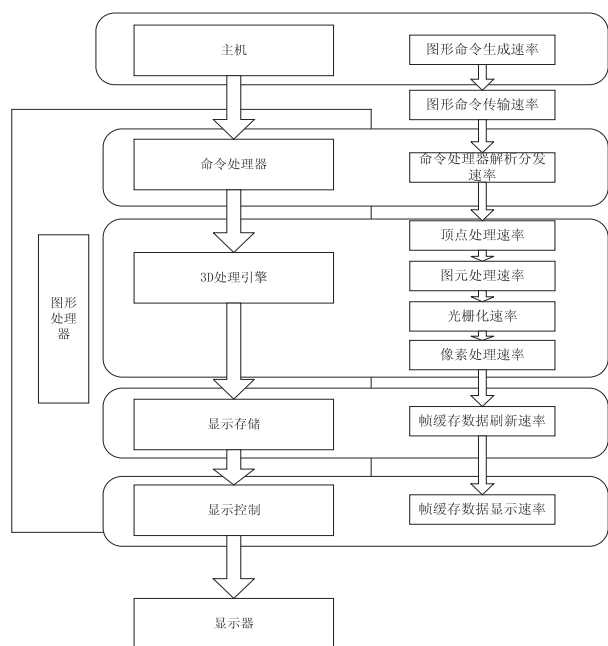 主机
图形命令生成速率
图形命令传输速率
命令处理器
命令处理器解析分发
速率
顶点处理速率
3D处理引擎
图元处理速率
图形
处理
器
光栅化速率
像素处理速率
显示存储
帧缓存数据刷新速率
显示控制
帧缓存数据显示速率
显示器